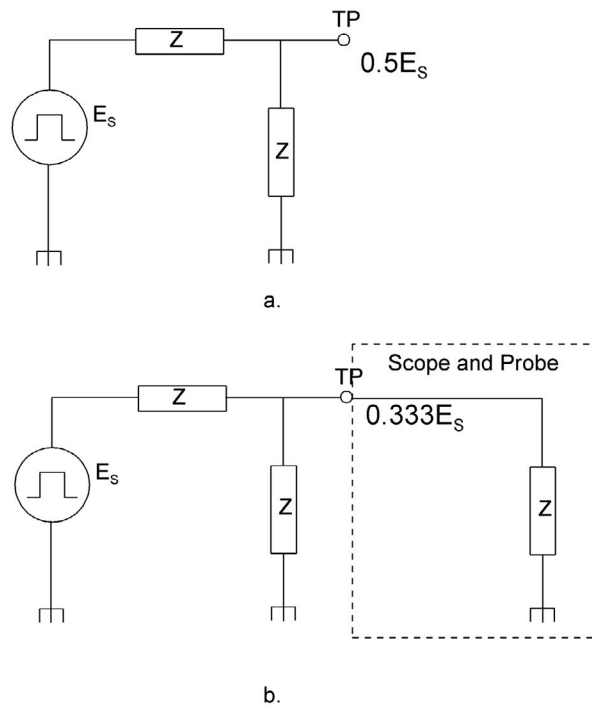 TP
Z
0.5E_S
E_S
Z
a.
Scope and Probe
TP
Z
0.333E_S
E_S
Z
Z
b.